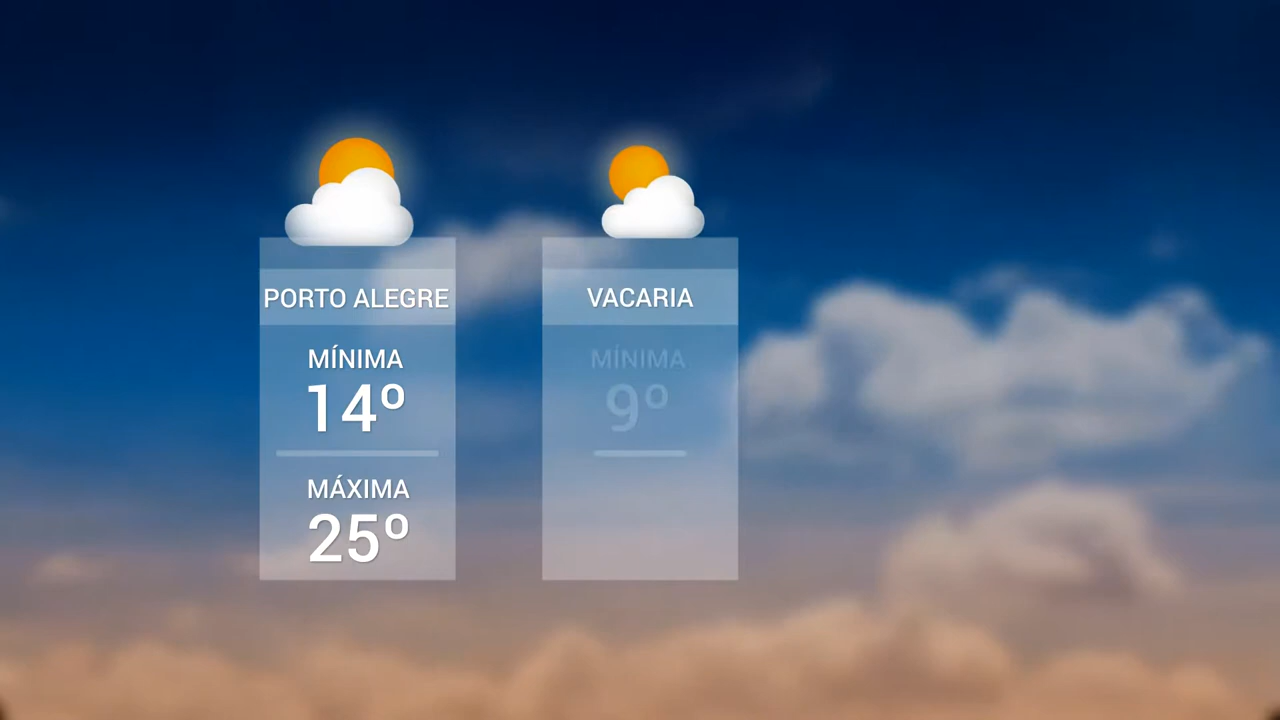 PORTO ALEGRE
MÍNIMA
14º
MÁXIMA
25º
VACARIA
MÍNIMA
9º